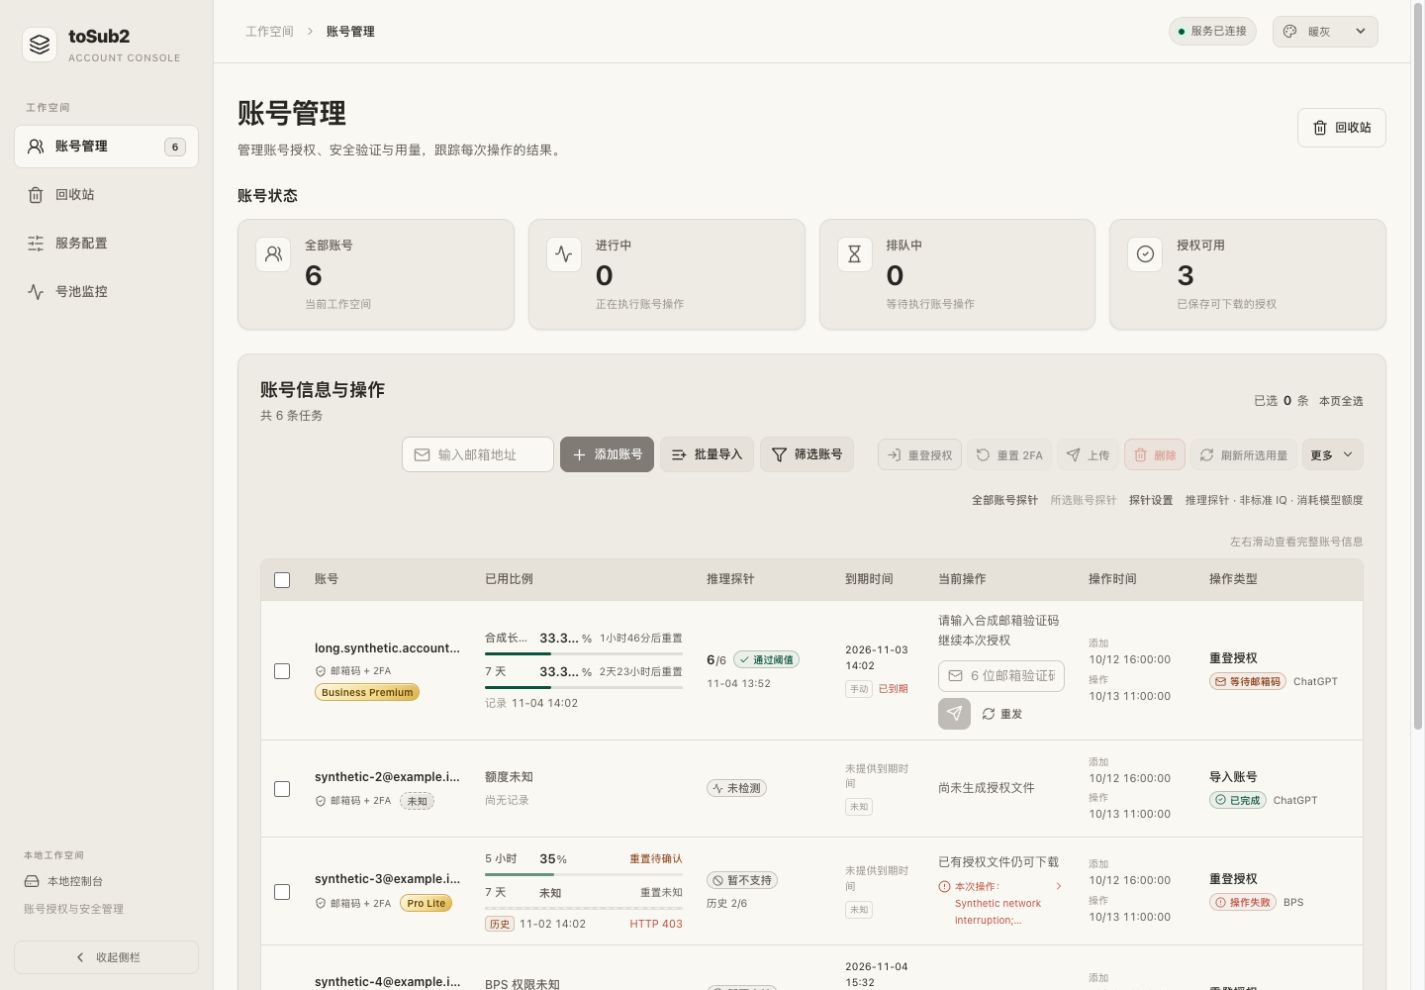 toSub2
ACCOUNT CONSOLE
工作空间
账号管理 6
回收站
服务配置
号池监控
本地工作空间
本地控制台
账号授权与安全管理
收起侧栏
工作空间 > 账号管理
服务已连接
暖灰
账号管理
管理账号授权、安全验证与用量，跟踪每次操作的结果。
回收站
账号状态
全部账号
6
当前工作空间
进行中
0
正在执行账号操作
排队中
0
等待执行账号操作
授权可用
3
已保存可下载的授权
账号信息与操作
共 6 条任务
已选 0 条 本页全选
输入邮箱地址
添加账号
批量导入
筛选账号
重登授权
重置 2FA
上传
删除
刷新所选用量
更多
全部账号探针 所选账号探针 探针设置 推理探针 · 非标准 IQ · 消耗模型额度
左右滑动查看完整账号信息
账号 已用比例 推理探针 到期时间 当前操作 操作时间 操作类型
long.synthetic.account...
邮箱码 + 2FA
Business Premium
合成长... 33.3... % 1小时46分后重置
7 天 33.3... % 2天23小时后重置
记录 11-04 14:02
6/6 通过阈值
11-04 13:52
2026-11-03
14:02
手动 已到期
请输入合成邮箱验证码
继续本次授权
6 位邮箱验证码
重发
添加
10/12 16:00:00
操作
10/13 11:00:00
重登授权
等待邮箱码 ChatGPT
synthetic-2@example.i...
邮箱码 + 2FA 未知
额度未知
尚无记录
未检测
未提供到期时
间
未知
尚未生成授权文件
添加
10/12 16:00:00
操作
10/13 11:00:00
导入账号
已完成 ChatGPT
synthetic-3@example.i...
邮箱码 + 2FA Pro Lite
5 小时 35% 重置待确认
7 天 未知 重置未知
历史 11-02 14:02 HTTP 403
暂不支持
历史 2/6
未提供到期时
间
未知
已有授权文件仍可下载
本次操作：
Synthetic network
interruption;...
添加
10/12 16:00:00
操作
10/13 11:00:00
重登授权
操作失败 BPS
synthetic-4@example.i...
BPS 权限未知
2026-11-04
15:32
添加